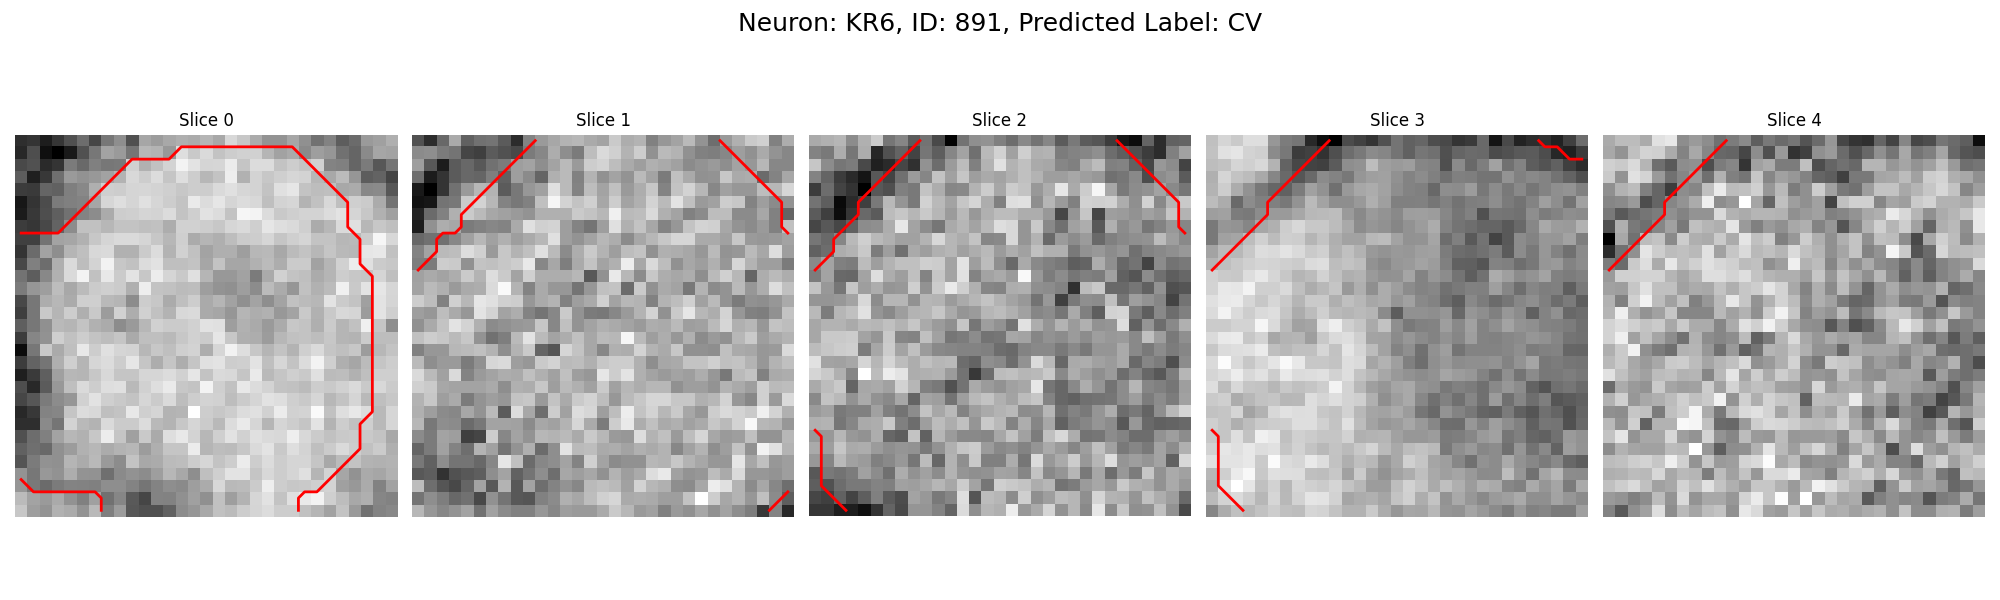 Neuron: KR6, ID: 891, Predicted Label: CV
Slice 0
Slice 1
Slice 2
Slice 3
Slice 4